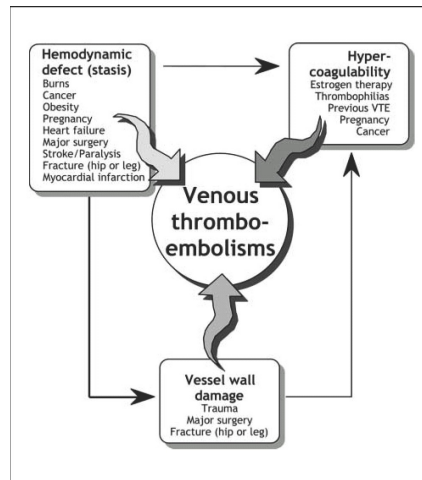 Hemodynamic
defect (stasis)
Burns
Cancer
Obesity
Pregnancy
Heart failure
Major surgery
Stroke/Paralysis
Fracture (hip or leg)
Myocardial infarction
Hyper-
coagulability
Estrogen therapy
Thrombophilias
Previous VTE
Pregnancy
Cancer
Venous
thrombo-
embolisms
Vessel wall
damage
Trauma
Major surgery
Fracture (hip or leg)